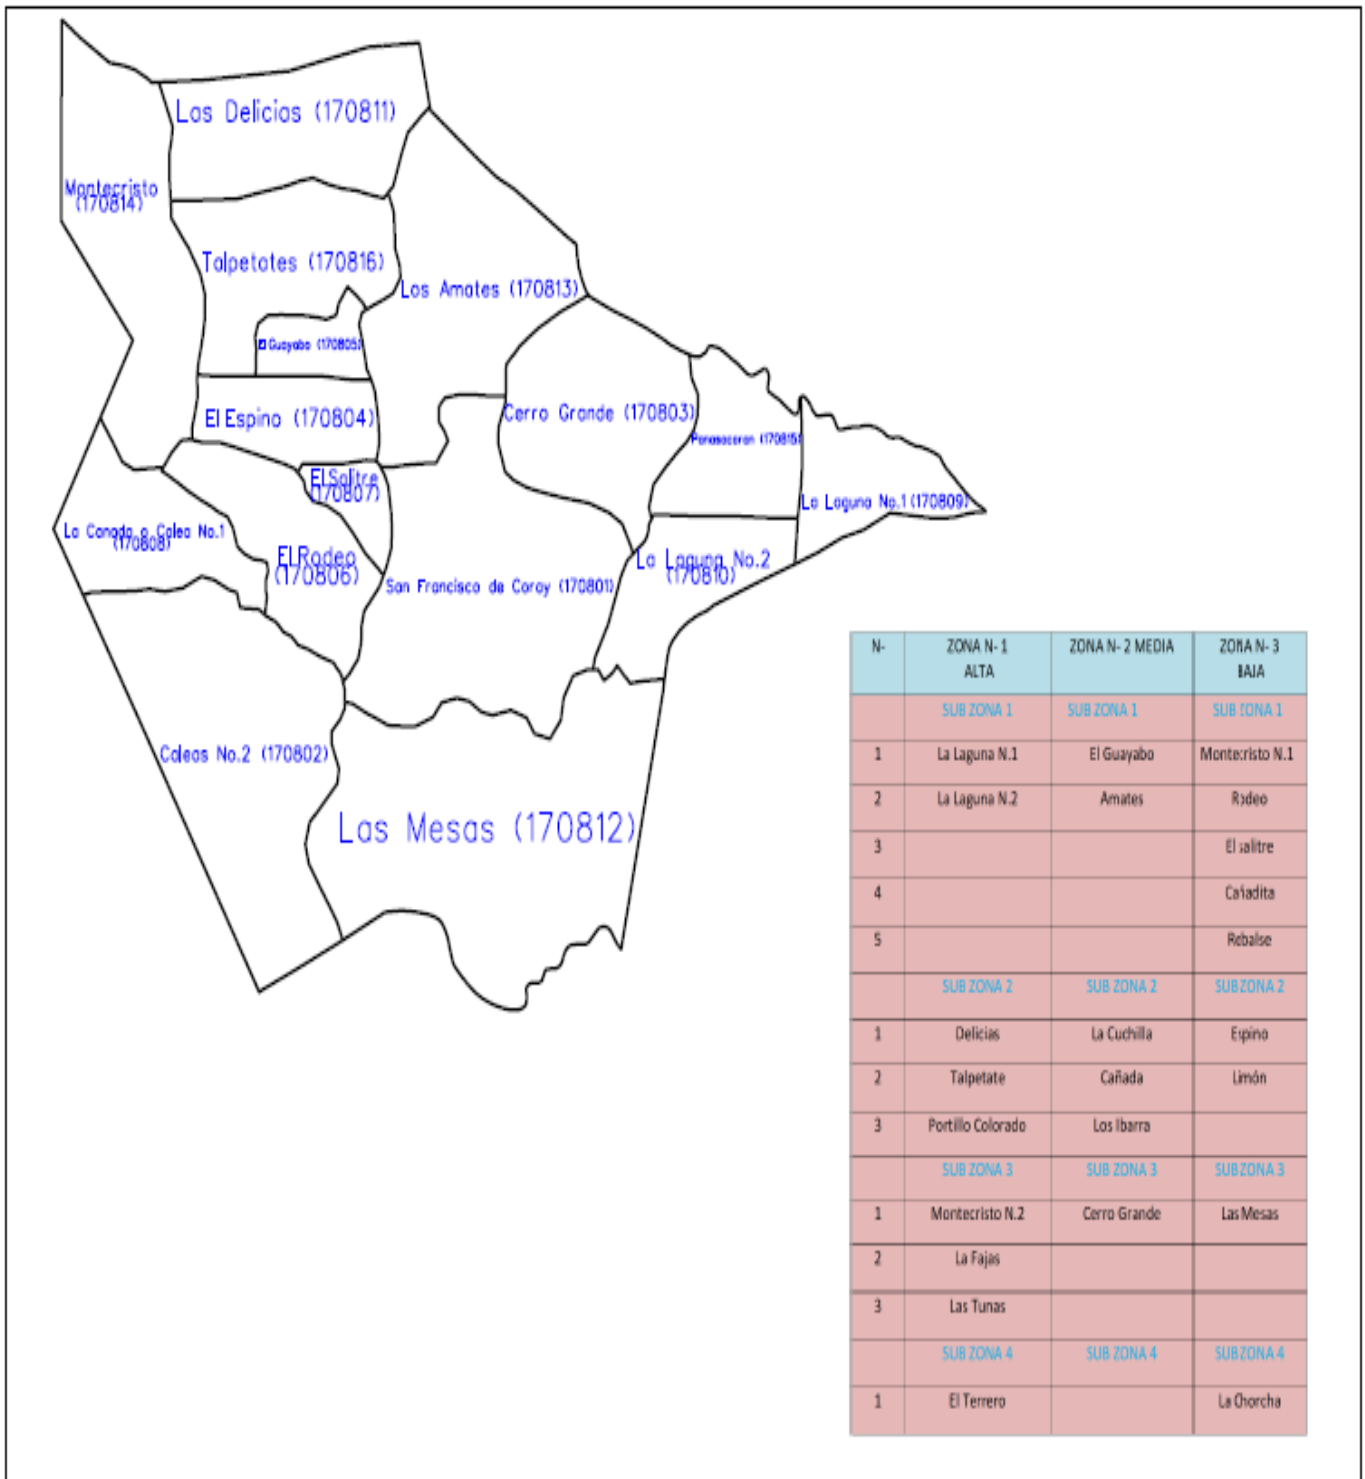 Las Delicias (170811)
Montecristo
(170814)
Talpetates (170816)
Los Amates (170813)
El Guayabo (170805)
El Espino (170804)
Cerro Grande (170803)
(170815)
El Salitre
(170807)
La Laguna No.1 (170809)
La Canada o Calea No.1
(170808)
El Rodeo
(170806)
San Francisco de Coray (170801)
La Laguna No.2
(170810)
Caleas No.2 (170802)
Las Mesas (170812)
N- ZONA N- 1 ALTA ZONA N- 2 MEDIA ZONA N- 3 BAJA
SUB ZONA 1 SUB ZONA 1 SUB ZONA 1
1 La Laguna N.1 El Guayabo Montecristo N.1
2 La Laguna N.2 Amates Rodeo
3 El salitre
4 Cañadita
5 Rebalse
SUB ZONA 2 SUB ZONA 2 SUB ZONA 2
1 Delicias La Cuchilla Espino
2 Talpetate Cañada Limón
3 Portillo Colorado Los Ibarra
SUB ZONA 3 SUB ZONA 3 SUB ZONA 3
1 Montecristo N.2 Cerro Grande Las Mesas
2 La Fajas
3 Las Tunas
SUB ZONA 4 SUB ZONA 4 SUB ZONA 4
1 El Terrero La Chorcha